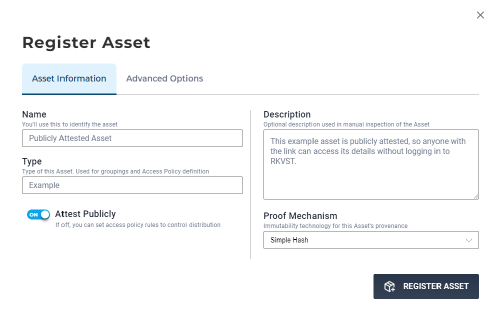 Register Asset
Asset Information
Advanced Options
Name
You'll use this to identify the asset
Publicly Attested Asset
Type
Type of this Asset. Used for groupings and Access Policy definition
Example
ON
Attest Publicly
If off, you can set access policy rules to control distribution
Description
Optional description used in manual inspection of the Asset
This example asset is publicly attested, so anyone with
the link can access its details without logging in to
RKVST.
Proof Mechanism
Immutability technology for this Asset's provenance
Simple Hash
REGISTER ASSET